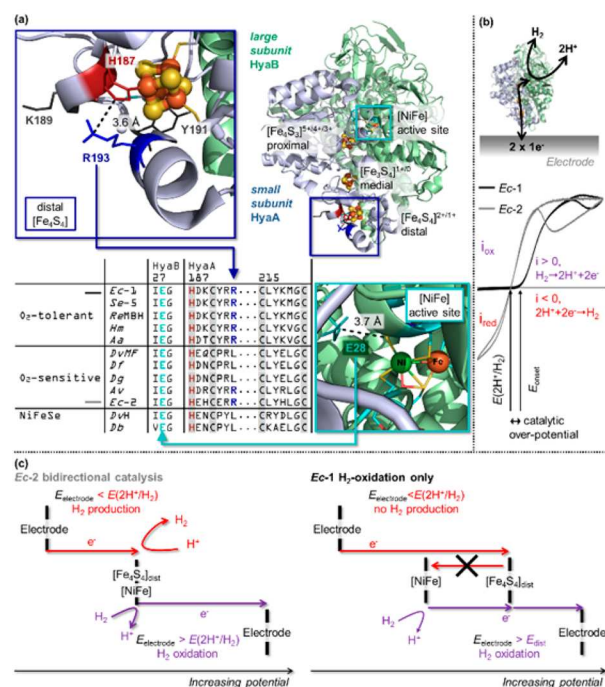 (a)
H187
K189
3.6 Å
Y191
R193
distal
[Fe4S4]
large
subunit
HyaB
[Fe4S3]5+/4+/3+
proximal
[NiFe]
active site
[Fe3S4]1+/0
medial
small
subunit
HyaA
[Fe4S4]2+/1+
distal
HyaB HyaA
27 187 215
O2-tolerant
Ec-1 IEG HDKCYRR... CLYKMGC
Se-5 IEG HDKCYRR... CLYKMGC
ReMBH IEG HDKCYRR... CLYKMGC
Hm IEG HDKCYRR... CLYKVGC
Aa IEG HDTCYRR... CLYKMGC
O2-sensitive
DvMF IEG HEQCPRL... CLYELGC
Df IEG HDNCPRL... CLYELGC
Dg IEG HDNCPRL... CLYELGC
Av IEG HDRCYRR... CLYELGC
Ec-2 IEG HEHCERR... CLYHLGC
NiFeSe
DvH IEG HENCPYL... CRYDLGC
Db VEG HENCPYL... CKAELGC
3.7 Å
[NiFe]
active site
E28
Ni
Fe
(b)
H2
2H+
2 x 1e-
Electrode
Ec-1
Ec-2
iox
i > 0,
H2→2H++2e-
ired
i < 0,
2H++2e-→H2
E(2H+/H2)
Eonset
↔ catalytic
over-potential
(c)
Ec-2 bidirectional catalysis
Eelectrode < E(2H+/H2)
H2 production
Electrode
H2
e-
H+
[Fe4S4]dist
[NiFe]
H2
e-
H+
Eelectrode > E(2H+/H2)
H2 oxidation
Electrode
Increasing potential
Ec-1 H2-oxidation only
Eelectrode<E(2H+/H2)
no H2 production
Electrode
e-
[NiFe]
[Fe4S4]dist
H2
e-
H+
Eelectrode > Edist
H2 oxidation
Electrode
Increasing potential